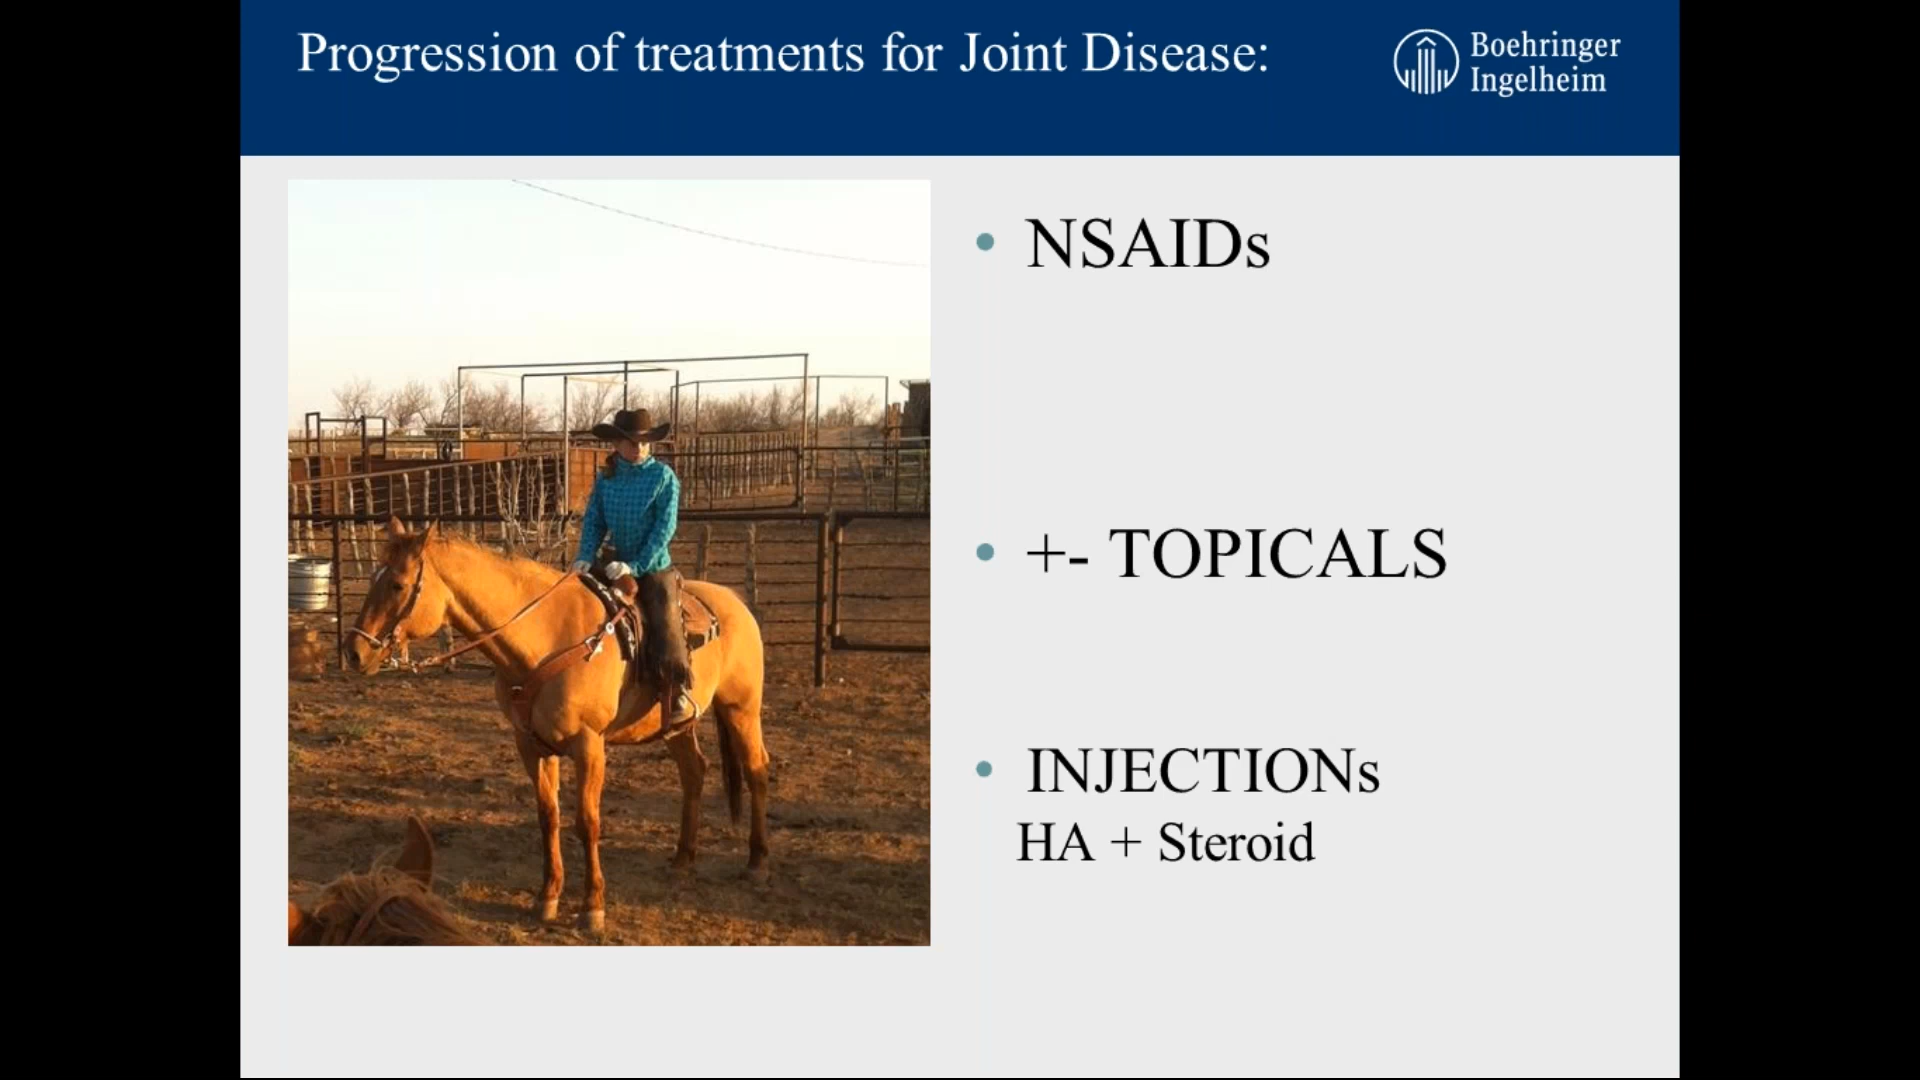 Progression of treatments for Joint Disease:
Boehringer
Ingelheim
• NSAIDs
• +- TOPICALS
• INJECTIONs
HA + Steroid